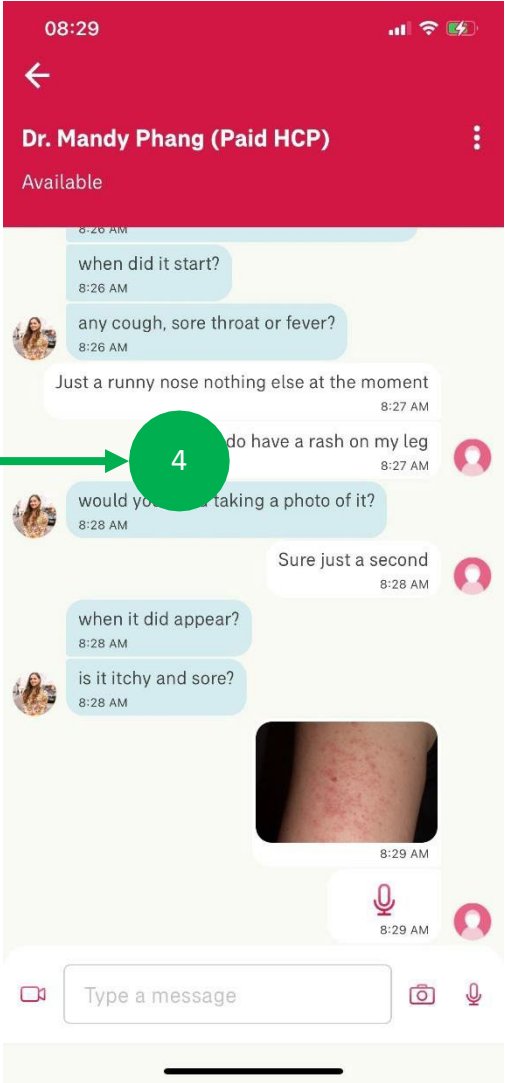 08:29
Dr. Mandy Phang (Paid HCP)
Available
8:26 AM
when did it start?
8:26 AM
any cough, sore throat or fever?
8:26 AM
Just a runny nose nothing else at the moment
8:27 AM
4
do have a rash on my leg
8:27 AM
would taking a photo of it?
8:28 AM
Sure just a second
8:28 AM
when it did appear?
8:28 AM
is it itchy and sore?
8:28 AM
8:29 AM
8:29 AM
Type a message